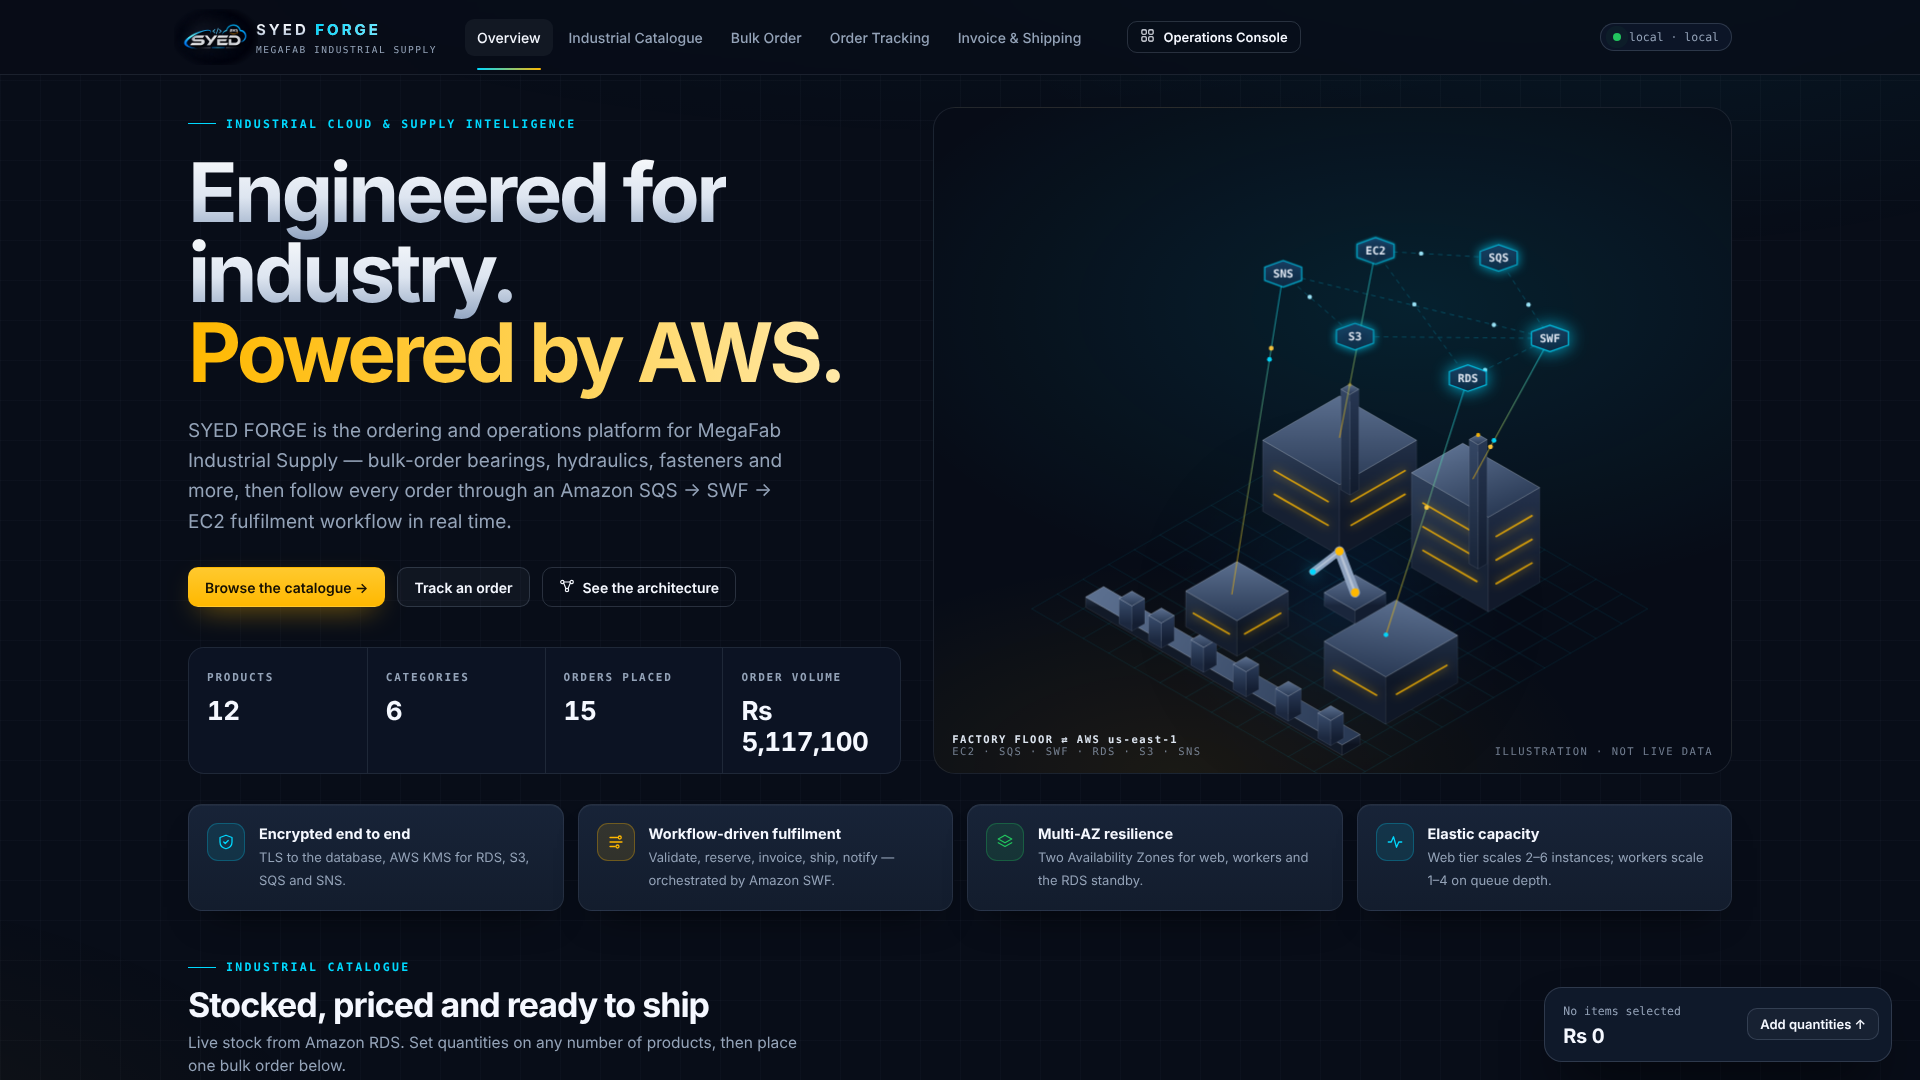 SYED
SYED FORGE
MEGAFAB INDUSTRIAL SUPPLY
Overview
Industrial Catalogue
Bulk Order
Order Tracking
Invoice & Shipping
Operations Console
local · local
INDUSTRIAL CLOUD & SUPPLY INTELLIGENCE
Engineered for
industry.
Powered by AWS.
SYED FORGE is the ordering and operations platform for MegaFab
Industrial Supply — bulk-order bearings, hydraulics, fasteners and
more, then follow every order through an Amazon SQS → SWF →
EC2 fulfilment workflow in real time.
Browse the catalogue →
Track an order
See the architecture
PRODUCTS
12
CATEGORIES
6
ORDERS PLACED
15
ORDER VOLUME
Rs
5,117,100
EC2
SQS
SNS
S3
SWF
RDS
FACTORY FLOOR ⇄ AWS us-east-1
EC2 · SQS · SWF · RDS · S3 · SNS
ILLUSTRATION · NOT LIVE DATA
Encrypted end to end
TLS to the database, AWS KMS for RDS, S3,
SQS and SNS.
Workflow-driven fulfilment
Validate, reserve, invoice, ship, notify —
orchestrated by Amazon SWF.
Multi-AZ resilience
Two Availability Zones for web, workers and
the RDS standby.
Elastic capacity
Web tier scales 2–6 instances; workers scale
1–4 on queue depth.
INDUSTRIAL CATALOGUE
Stocked, priced and ready to ship
Live stock from Amazon RDS. Set quantities on any number of products, then place
one bulk order below.
No items selected
Rs 0
Add quantities ↑